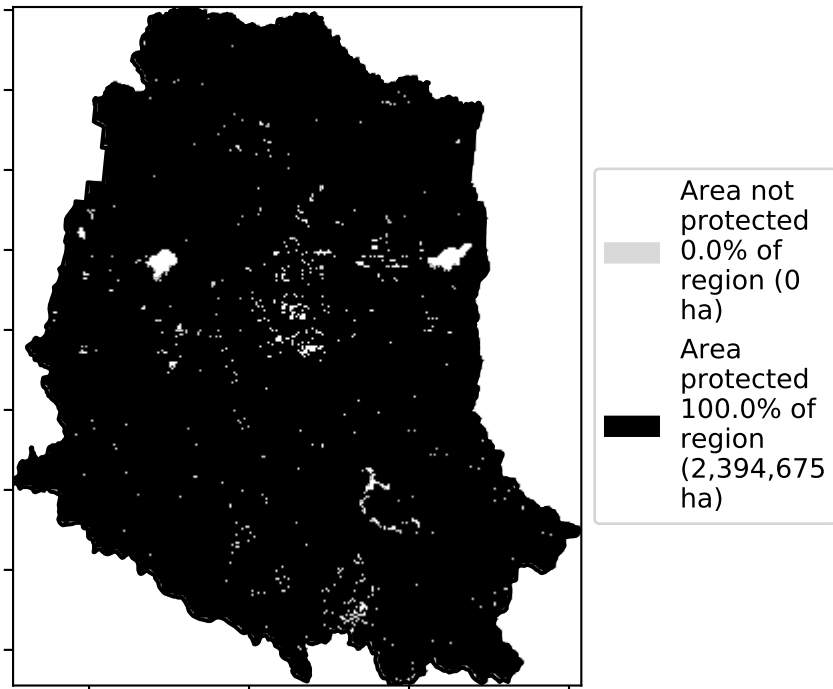 Area not
protected
0.0% of
region (0
ha)
Area
protected
100.0% of
region
(2,394,675
ha)